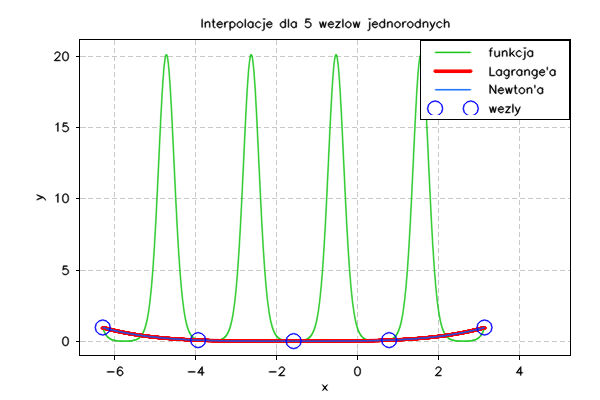 Interpolacje dla 5 wezlow jednorodnych
funkcja
Lagrange'a
Newton'a
wezly
20
15
10
5
0
y
−6
−4
−2
0
2
4
x